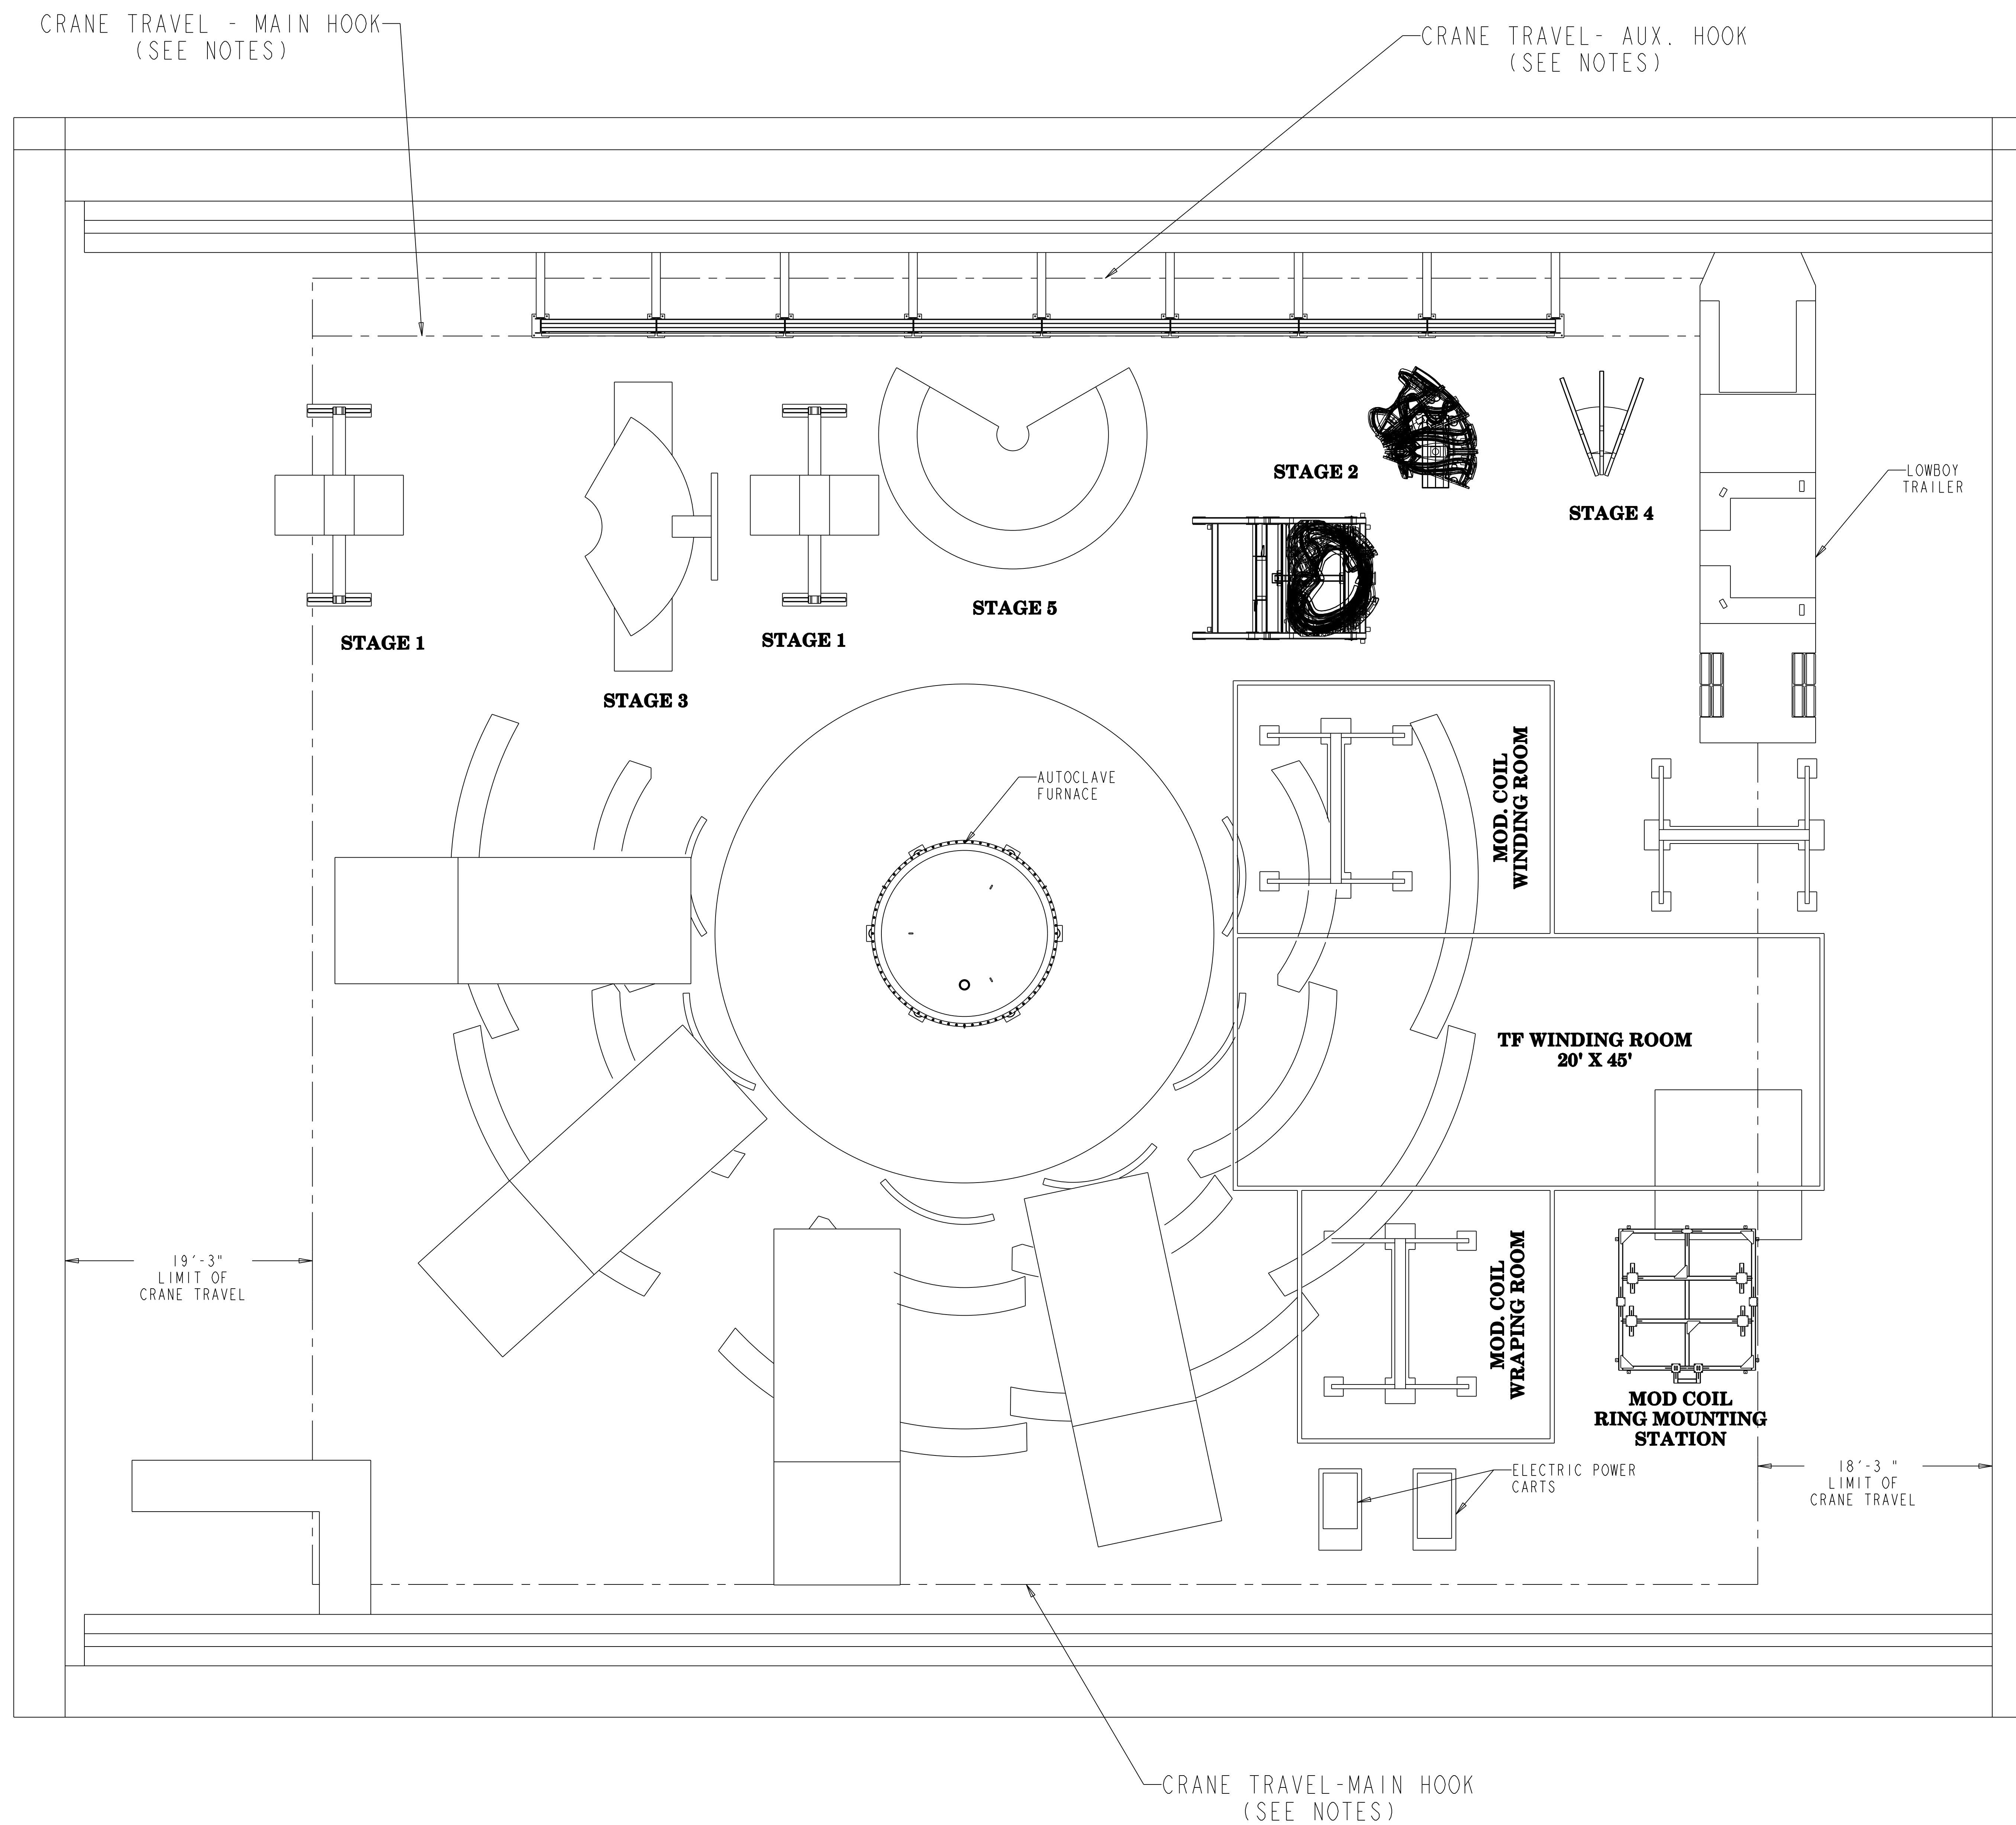 CRANE TRAVEL - MAIN HOOK
(SEE NOTES)
CRANE TRAVEL- AUX. HOOK
(SEE NOTES)
STAGE 2
STAGE 4
LOWBOY
TRAILER
STAGE 1
STAGE 3
STAGE 1
STAGE 5
AUTOCLAVE
FURNACE
MOD. COIL
WINDING ROOM
TF WINDING ROOM
20' X 45'
19'-3"
LIMIT OF
CRANE TRAVEL
MOD. COIL
WRAPING ROOM
MOD COIL
RING MOUNTING
STATION
ELECTRIC POWER
CARTS
18'-3 "
LIMIT OF
CRANE TRAVEL
CRANE TRAVEL-MAIN HOOK
(SEE NOTES)